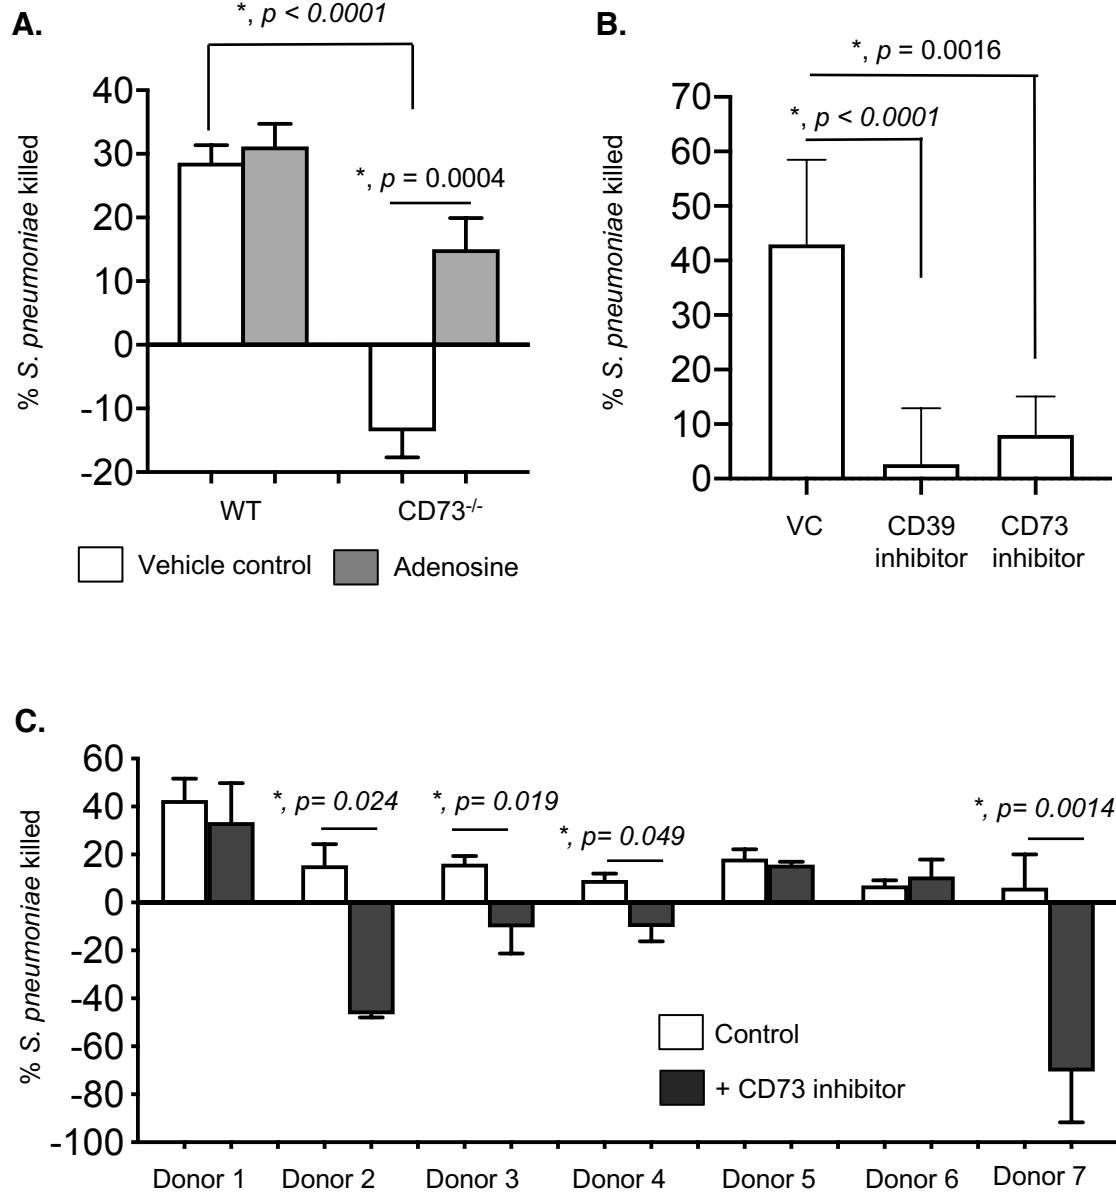 A.
*, p < 0.0001
40
30
20
10
0
-10
-20
% S. pneumoniae killed
*, p = 0.0004
WT
CD73-/-
Vehicle control
Adenosine
B.
*, p = 0.0016
*, p < 0.0001
70
60
50
40
30
20
10
0
% S. pneumoniae killed
VC
CD39
inhibitor
CD73
inhibitor
C.
60
40
20
0
-20
-40
-60
-80
-100
% S. pneumoniae killed
*, p= 0.024
*, p= 0.019
*, p= 0.049
*, p= 0.0014
Control
+ CD73 inhibitor
Donor 1
Donor 2
Donor 3
Donor 4
Donor 5
Donor 6
Donor 7